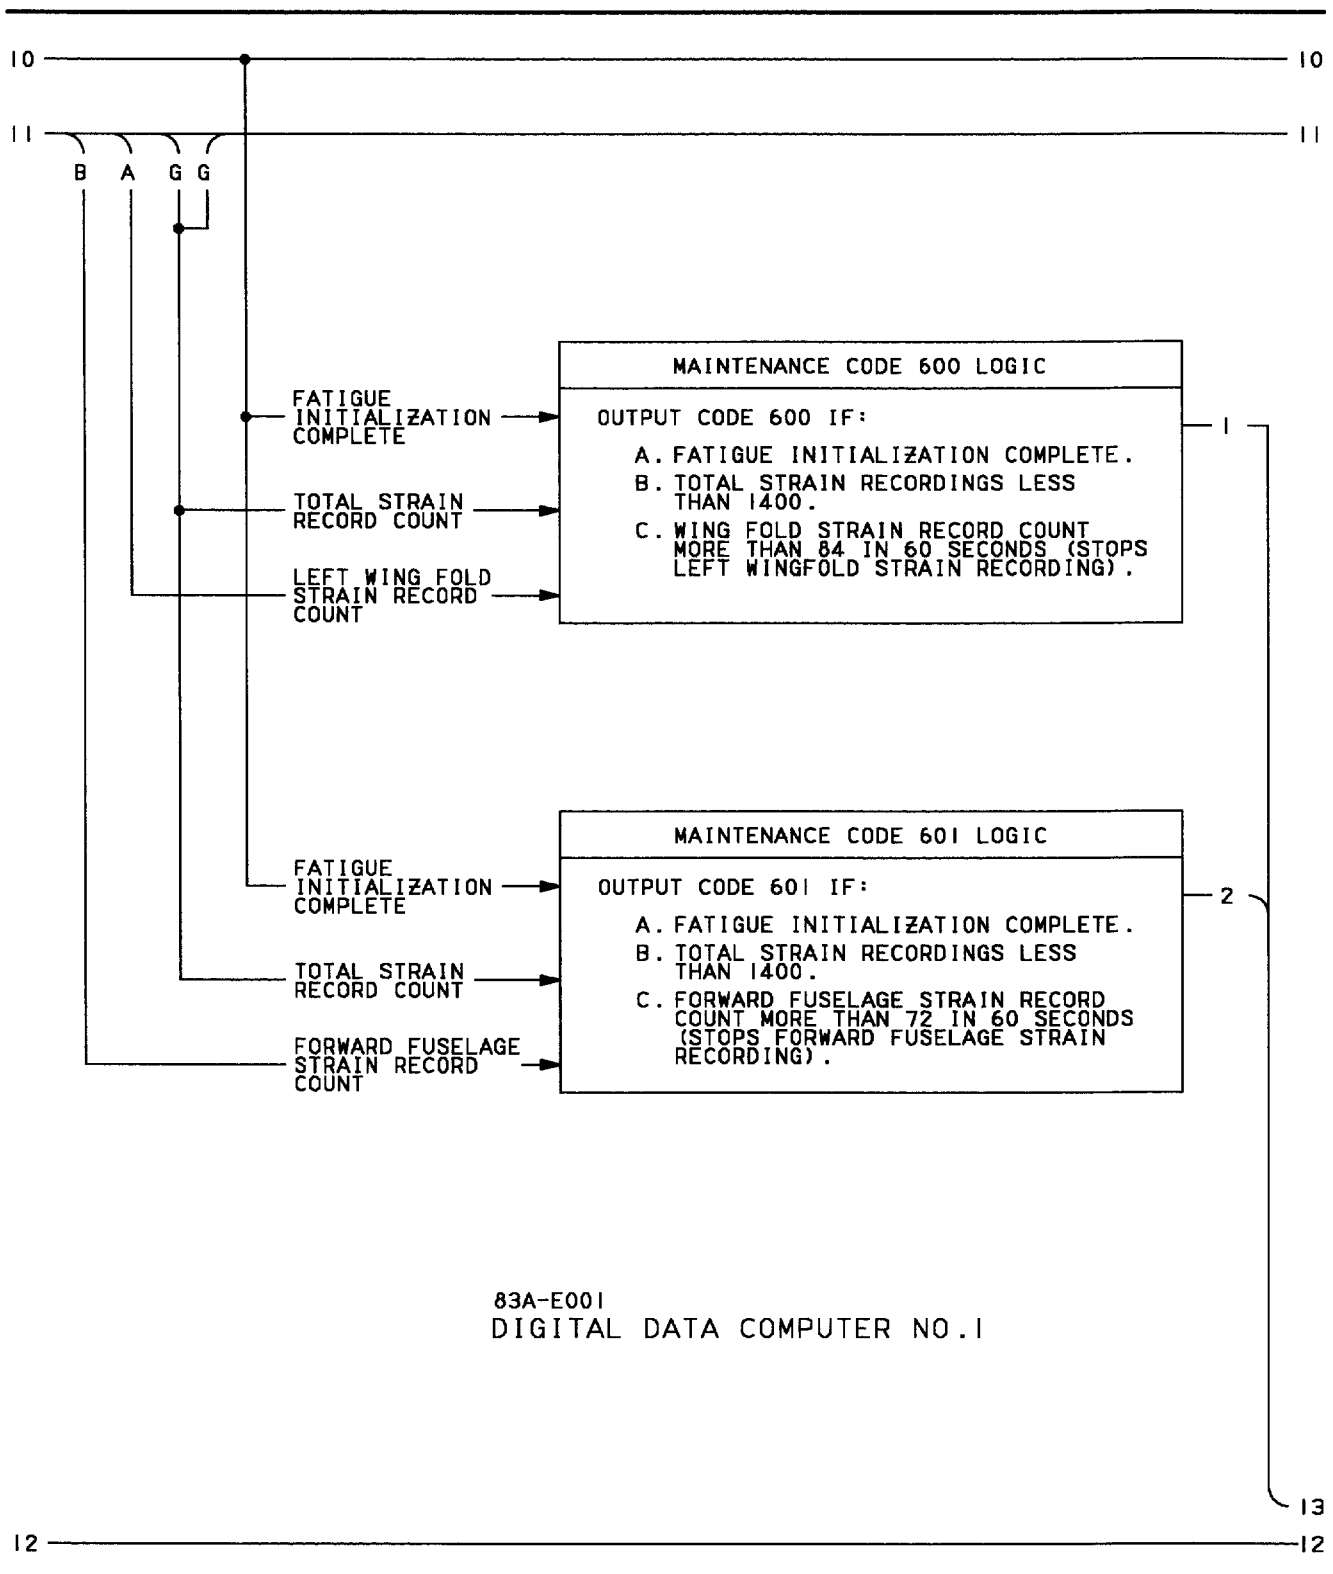 10 10
11 11
B A G G
MAINTENANCE CODE 600 LOGIC
FATIGUE
INITIALIZATION
COMPLETE
OUTPUT CODE 600 IF:
1
A. FATIGUE INITIALIZATION COMPLETE.
B. TOTAL STRAIN RECORDINGS LESS
THAN 1400.
TOTAL STRAIN
RECORD COUNT
C. WING FOLD STRAIN RECORD COUNT
MORE THAN 84 IN 60 SECONDS (STOPS
LEFT WINGFOLD STRAIN RECORDING).
LEFT WING FOLD
STRAIN RECORD
COUNT
MAINTENANCE CODE 601 LOGIC
FATIGUE
INITIALIZATION
COMPLETE
OUTPUT CODE 601 IF:
2
A. FATIGUE INITIALIZATION COMPLETE.
B. TOTAL STRAIN RECORDINGS LESS
THAN 1400.
TOTAL STRAIN
RECORD COUNT
C. FORWARD FUSELAGE STRAIN RECORD
COUNT MORE THAN 72 IN 60 SECONDS
(STOPS FORWARD FUSELAGE STRAIN
RECORDING).
FORWARD FUSELAGE
STRAIN RECORD
COUNT
83A-E001
DIGITAL DATA COMPUTER NO.1
13
12 12